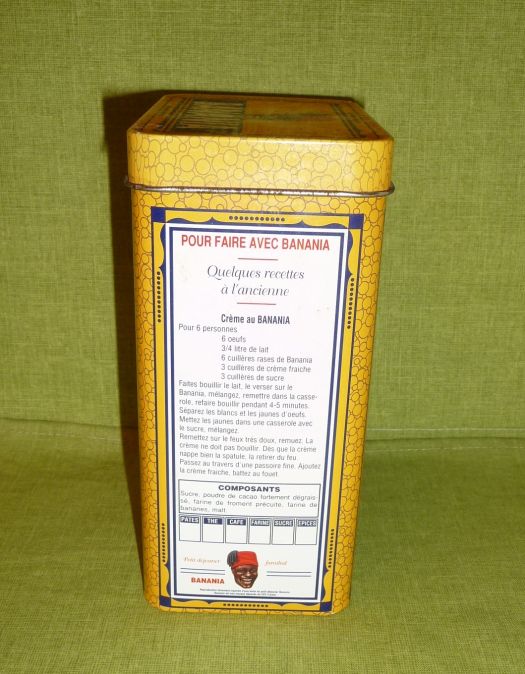 POUR FAIRE AVEC BANANIA
Quelques recettes
à l'ancienne
Crème au BANANIA
Pour 6 personnes
6 oeufs
3/4 litre de lait
6 cuillères rases de Banania
3 cuillères de crème fraiche
3 cuillères de sucre
Faites bouillir le lait, le verser sur le
Banania, mélangez, remettre dans la casse-
role, refaire bouillir pendant 4-5 minutes.
Séparez les blancs et les jaunes d'oeufs.
Mettez les jaunes dans une casserole avec
le sucre, mélangez.
Remettez sur le feux très doux, remuez. La
crème ne doit pas bouillir. Dès que la crème
nappe bien la spatule, la retirer du feu.
Passez au travers d'une passoire fine. Ajoutez
la crème fraiche, battez au fouet.
COMPOSANTS
Sucre, poudre de cacao fortement dégrais-
sé, farine de froment précuite, farine de
bananes, malt.
PATES THE CAFE FARINE SUCRE EPICES
Petit déjeuner familial
BANANIA